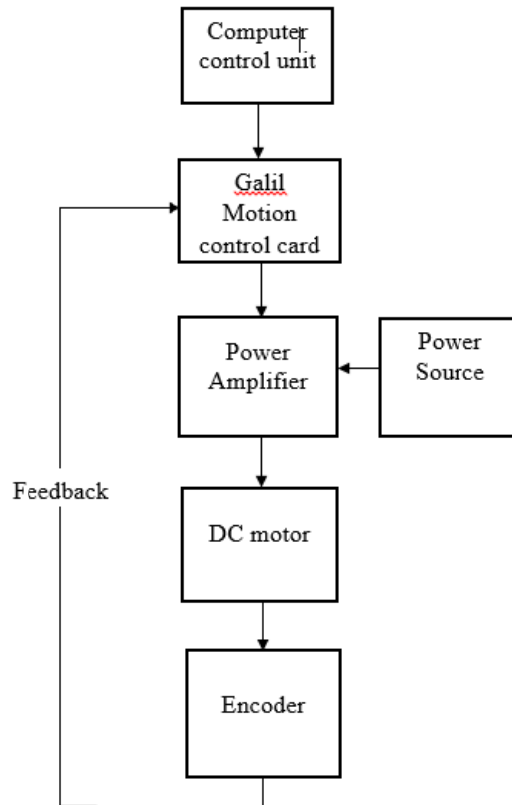 Computer
control unit
Galil
Motion
control card
Power
Amplifier
Power
Source
Feedback
DC motor
Encoder